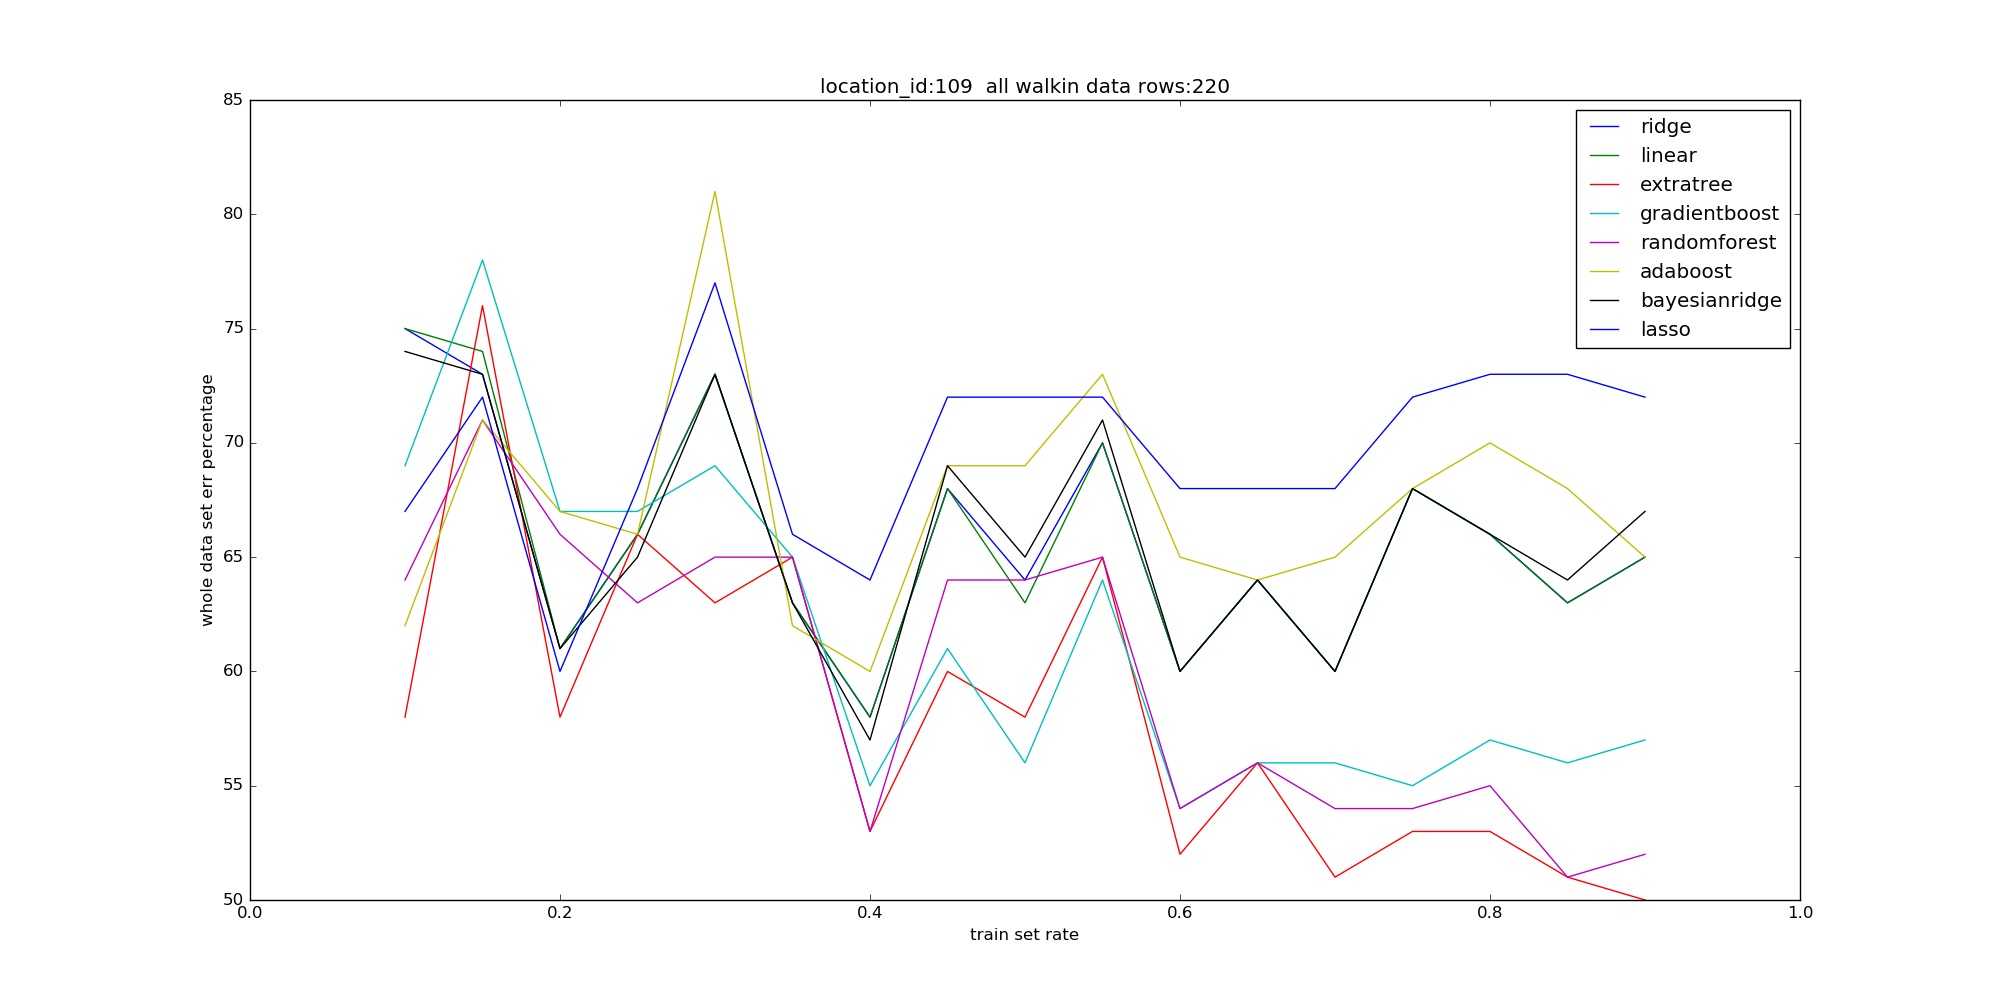 location_id:109  all walkin data rows:220
85
80
75
70
65
60
55
50
whole data set err percentage
ridge
linear
extratree
gradientboost
randomforest
adaboost
bayesianridge
lasso
0.0 0.2 0.4 0.6 0.8 1.0
train set rate